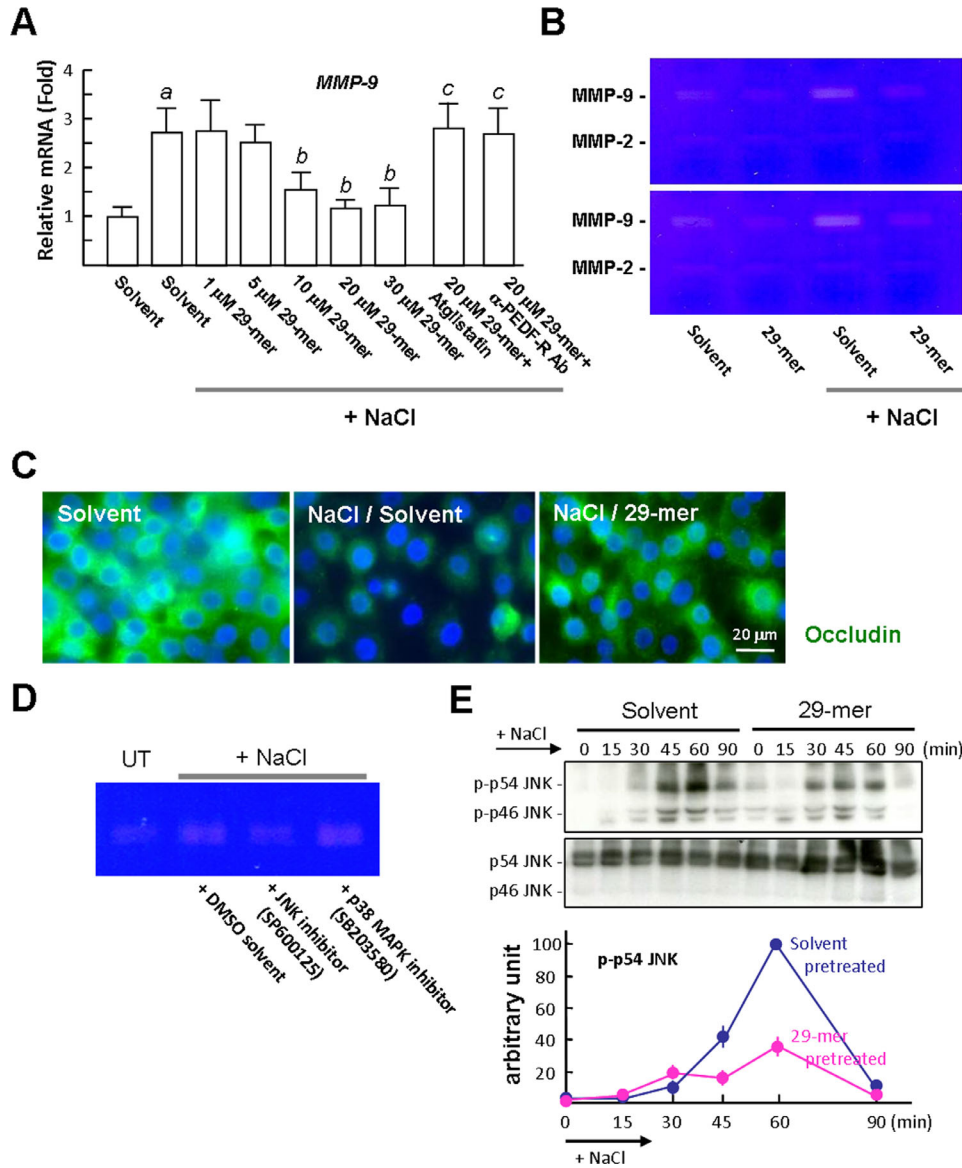 A
Relative mRNA (Fold)
4
3
2
1
MMP-9
a
b
b
b
c
c
Solvent
Solvent
1 μM 29-mer
5 μM 29-mer
10 μM 29-mer
20 μM 29-mer
30 μM 29-mer
20 μM 29-mer+
Atglistatin
20 μM 29-mer+
α-PEDF-R Ab
+ NaCl
B
MMP-9 -
MMP-2 -
MMP-9 -
MMP-2 -
Solvent
29-mer
Solvent
29-mer
+ NaCl
C
Solvent
NaCl / Solvent
NaCl / 29-mer
20 μm
Occludin
D
UT
+ NaCl
+ DMSO solvent
+ JNK inhibitor
(SP600125)
+ p38 MAPK inhibitor
(SB203580)
E
Solvent
29-mer
+ NaCl
0 15 30 45 60 90 0 15 30 45 60 90 (min)
p-p54 JNK -
p-p46 JNK -
p54 JNK -
p46 JNK -
arbitrary unit
100
80
60
40
20
p-p54 JNK
Solvent
pretreated
29-mer
pretreated
0 15 30 45 60 90 (min)
+ NaCl